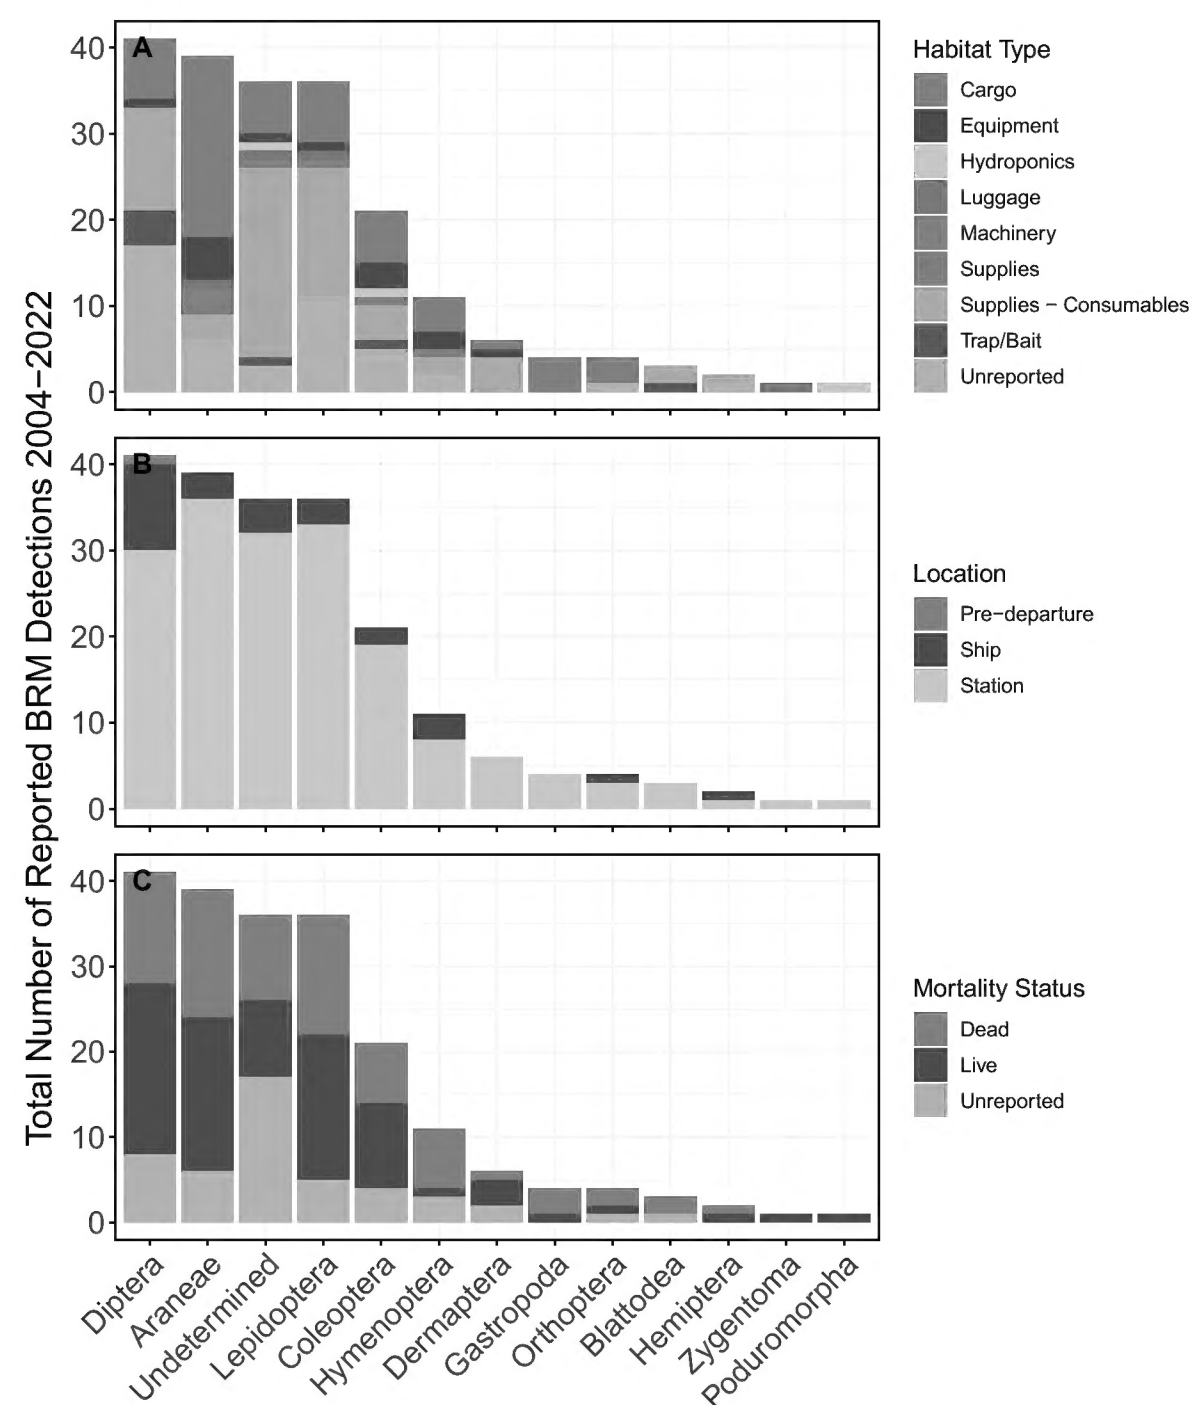 Total Number of Reported BRM Detections 2004−2022
A
40
30
20
10
0
Habitat Type
Cargo
Equipment
Hydroponics
Luggage
Machinery
Supplies
Supplies − Consumables
Trap/Bait
Unreported
B
40
30
20
10
0
Location
Pre−departure
Ship
Station
C
40
30
20
10
0
Mortality Status
Dead
Live
Unreported
Diptera
Araneae
Undetermined
Lepidoptera
Coleoptera
Hymenoptera
Dermaptera
Gastropoda
Orthoptera
Blattodea
Hemiptera
Zygentoma
Poduromorpha